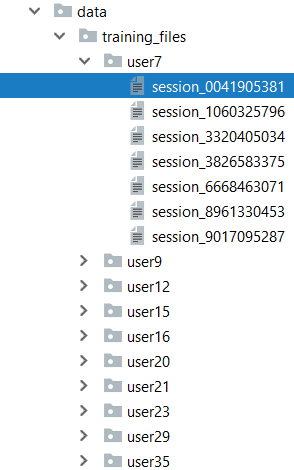 data
training_files
user7
session_0041905381
session_1060325796
session_3320405034
session_3826583375
session_6668463071
session_8961330453
session_9017095287
user9
user12
user15
user16
user20
user21
user23
user29
user35